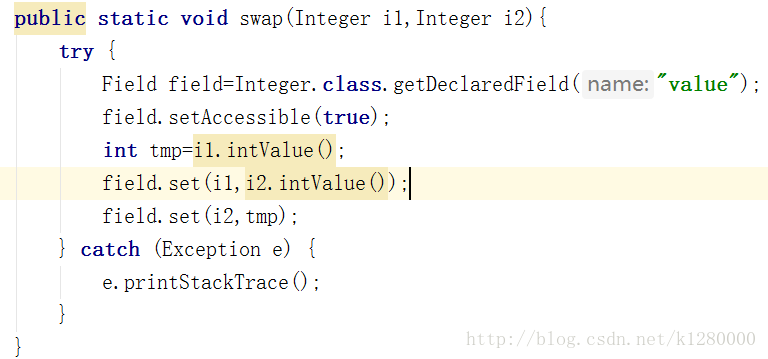 public static void swap(Integer i1,Integer i2){
try {
Field field=Integer.class.getDeclaredField( name: "value");
field.setAccessible(true);
int tmp=i1.intValue();
field.set(i1,i2.intValue());
field.set(i2,tmp);
} catch (Exception e) {
e.printStackTrace();
}
}
http://blog.csdn.net/k1280000